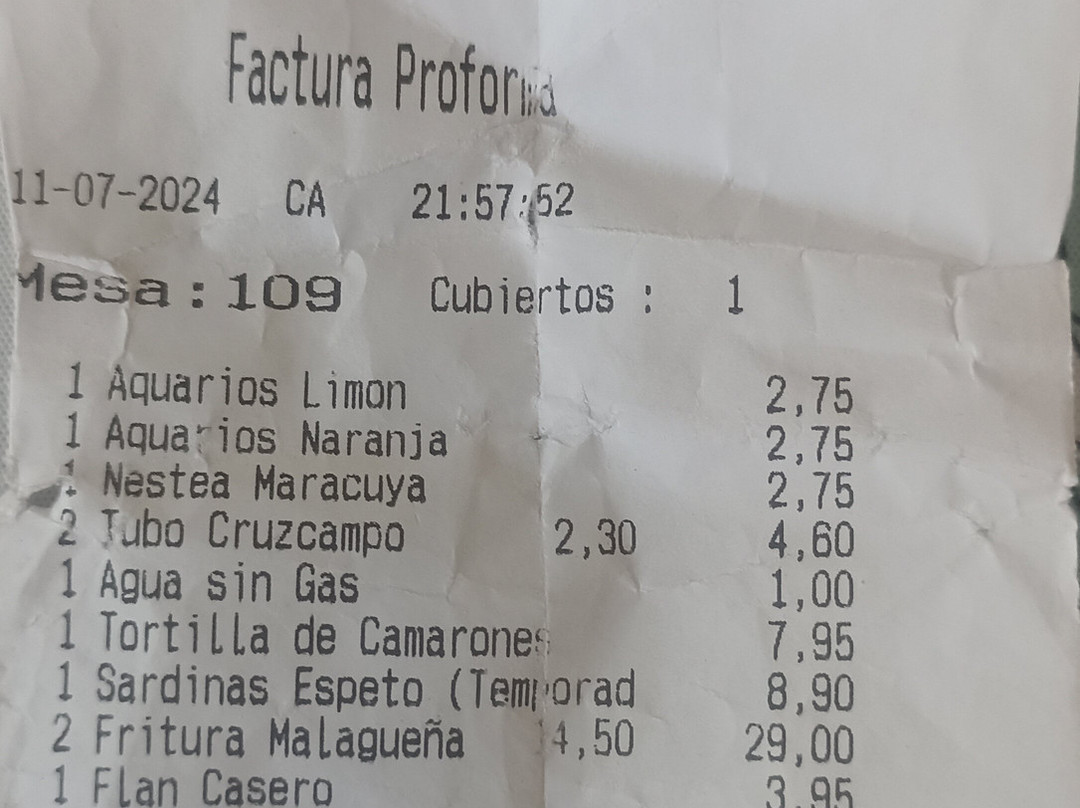 Factura Proforma
11-07-2024 CA 21:57:52
Mesa: 109 Cubiertos : 1
1 Aquarios Limon 2,75
1 Aquarios Naranja 2,75
1 Nestea Maracuya 2,75
2 Tubo Cruzcampo 2,30 4,60
1 Agua sin Gas 1,00
1 Tortilla de Camarones 7,95
1 Sardinas Espeto (Temporad 8,90
2 Fritura Malagueña 4,50 29,00
1 Flan Casero 3,95